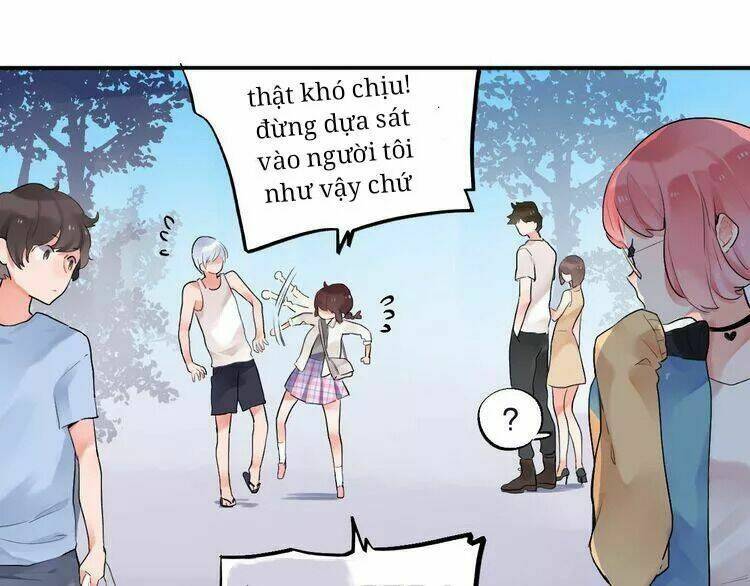 thật khó chịu!
đừng dựa sát
vào người tôi
như vậy chứ
?